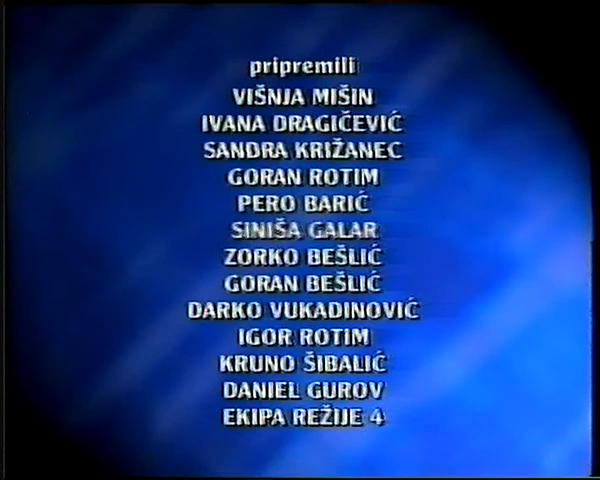 pripremili
VIŠNJA MIŠIN
IVANA DRAGIČEVIĆ
SANDRA KRIŽANEC
GORAN ROTIM
PERO BARIĆ
SINIŠA GALAR
ZORKO BEŠLIĆ
GORAN BEŠLIĆ
DARKO VUKADINOVIĆ
IGOR ROTIM
KRUNO ŠIBALIĆ
DANIEL GUROV
EKIPA REŽIJE 4